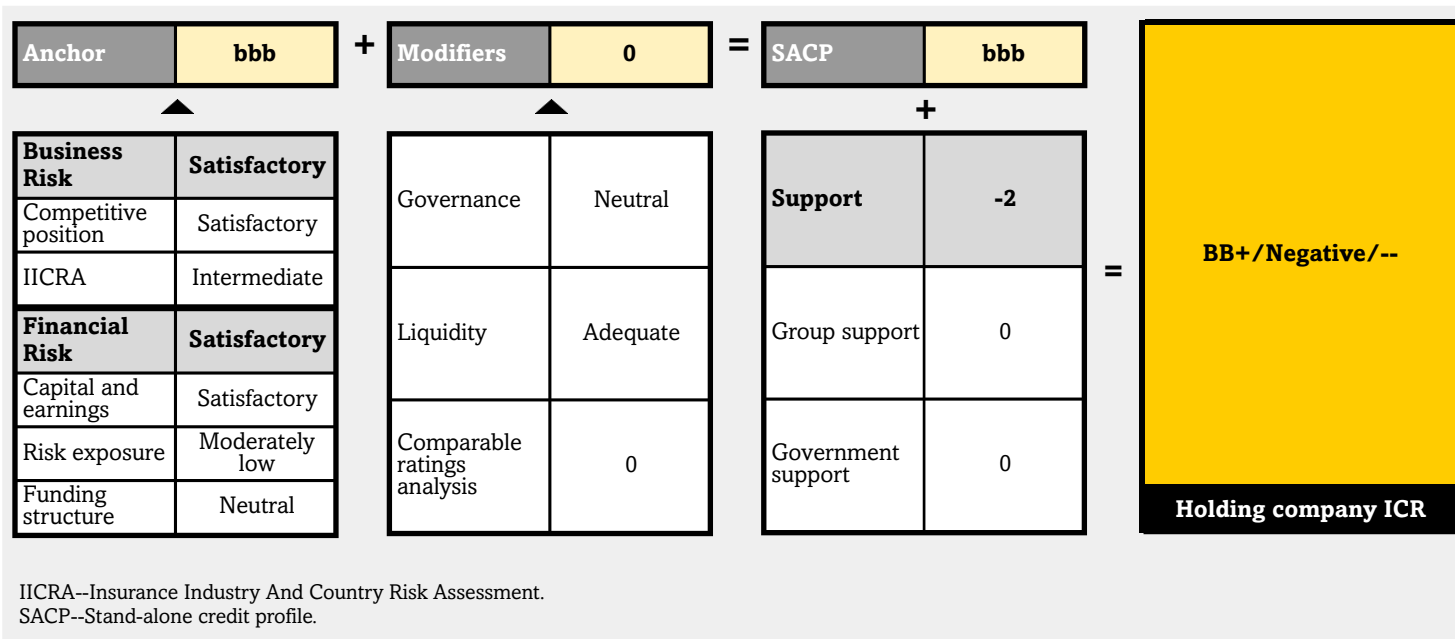 Anchor bbb + Modifiers 0 = SACP bbb
+
Business
Risk
Satisfactory
Competitive
position
Satisfactory
IICRA Intermediate
Financial
Risk
Satisfactory
Capital and
earnings
Satisfactory
Risk exposure
Moderately
low
Funding
structure
Neutral
Governance Neutral
Liquidity Adequate
Comparable
ratings
analysis
0
Support -2
Group support 0
Government
support
0
=
BB+/Negative/--
Holding company ICR
IICRA--Insurance Industry And Country Risk Assessment.
SACP--Stand-alone credit profile.